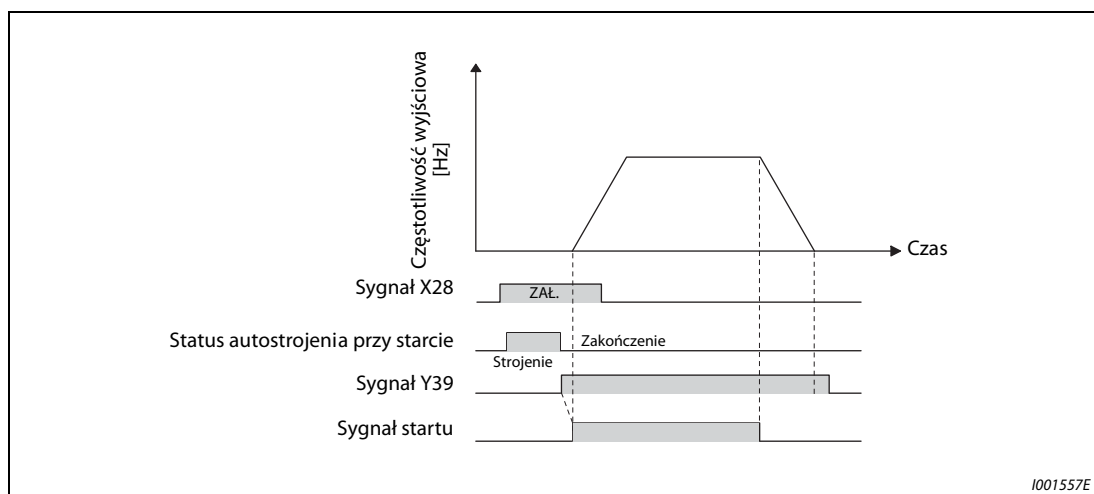 Częstotliwość wyjściowa
[Hz]
Czas
Sygnał X28
ZAŁ.
Status autostrojenia przy starcie
Zakończenie
Strojenie
Sygnał Y39
Sygnał startu
I001557E